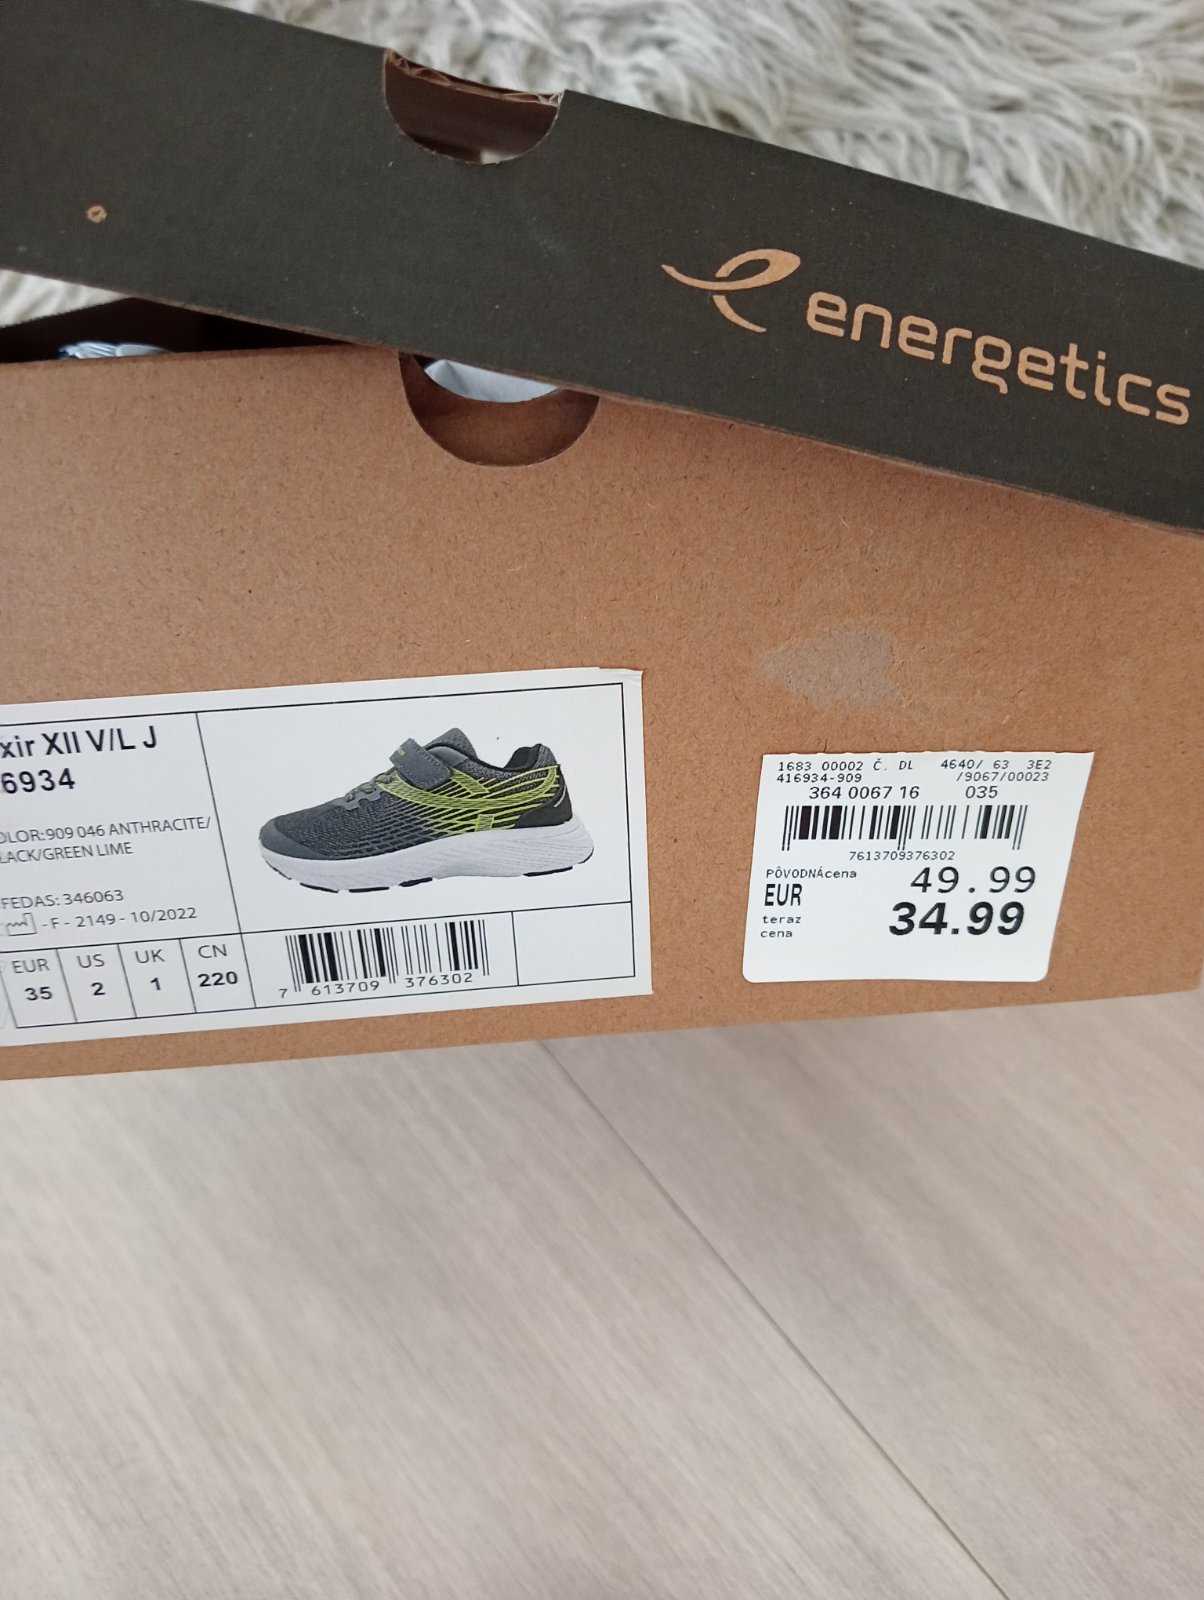 energetics
xir XII V/L J
6934
OLOR:909 046 ANTHRACITE/
LACK/GREEN LIME
FEDAS: 346063
- F - 2149 - 10/2022
EUR US UK CN
35 2 1 220
7 613709 376302
1683 00002 Č. DL 4640/ 63 3E2
416934-909 /9067/00023
364 0067 16 035
7613709376302
PÔVODNÁcena 49.99
EUR
teraz 34.99
cena